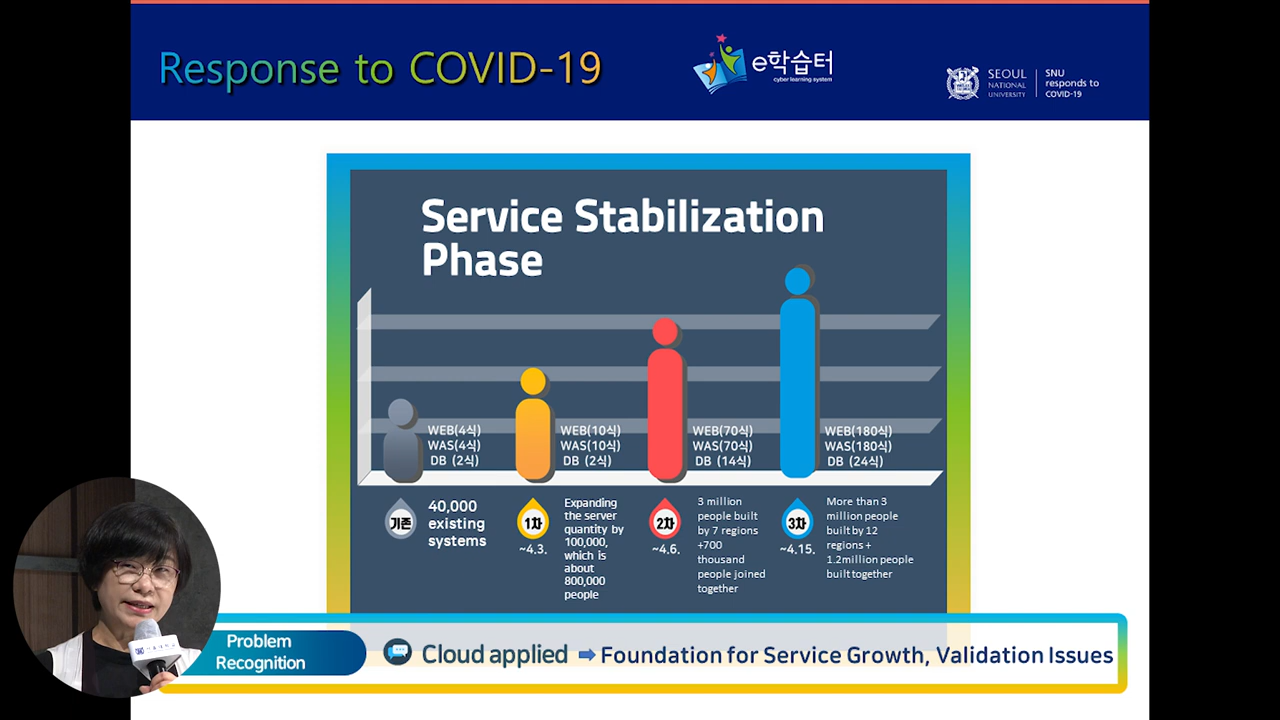 Response to COVID-19
e학습터
cyber learning system
SEOUL
NATIONAL
UNIVERSITY
SNU
responds to
COVID-19
Service Stabilization
Phase
WEB(4식)
WAS(4식)
DB (2식)
WEB(10식)
WAS(10식)
DB (2식)
WEB(70식)
WAS(70식)
DB (14식)
WEB(180식)
WAS(180식)
DB (24식)
기존
40,000
existing
systems
1차
~4.3.
Expanding
the server
quantity by
100,000,
which is
about
800,000
people
2차
~4.6.
3 million
people built
by 7 regions
+700
thousand
people joined
together
3차
~4.15.
More than 3
million people
built by 12
regions +
1.2million people
built together
Problem
Recognition
Cloud applied ➡ Foundation for Service Growth, Validation Issues